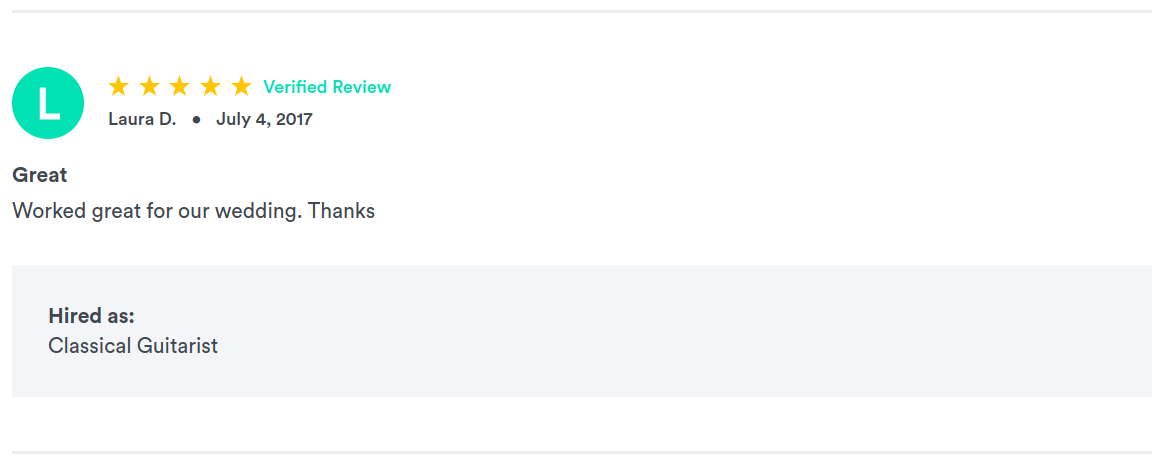 L
Verified Review
Laura D. • July 4, 2017
Great
Worked great for our wedding. Thanks
Hired as:
Classical Guitarist